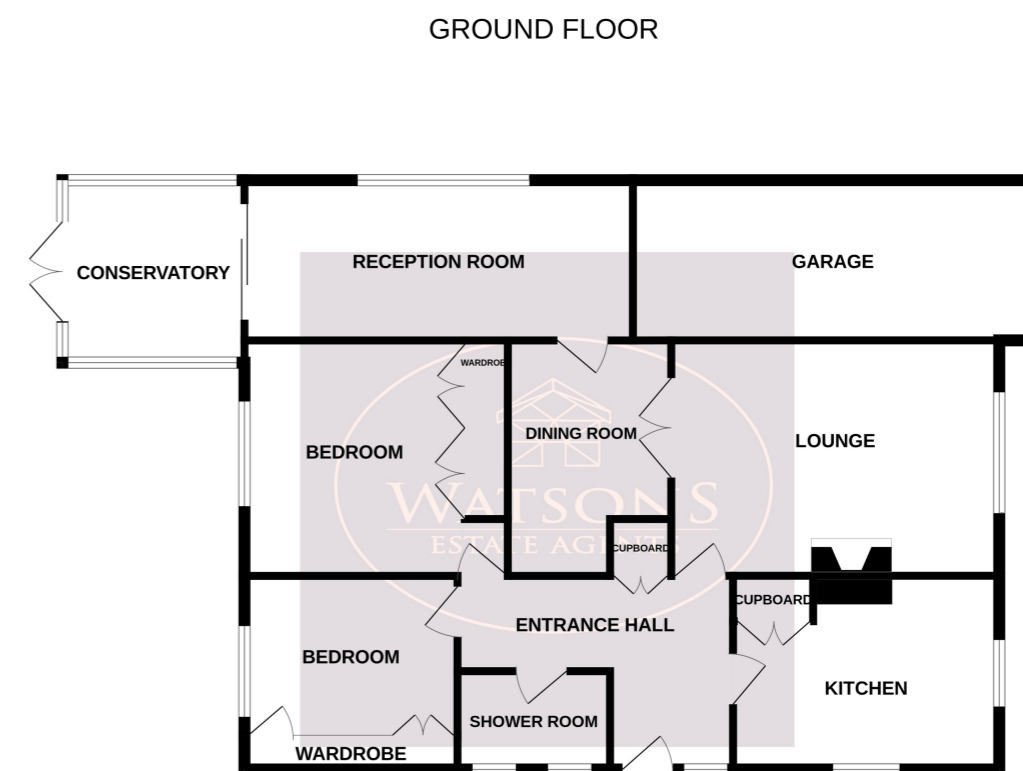 GROUND FLOOR
CONSERVATORY
RECEPTION ROOM
GARAGE
WARDROBE
BEDROOM
DINING ROOM
LOUNGE
WATSONS
ESTATE AGENTS
CUPBOARD
CUPBOARD
ENTRANCE HALL
BEDROOM
KITCHEN
SHOWER ROOM
WARDROBE